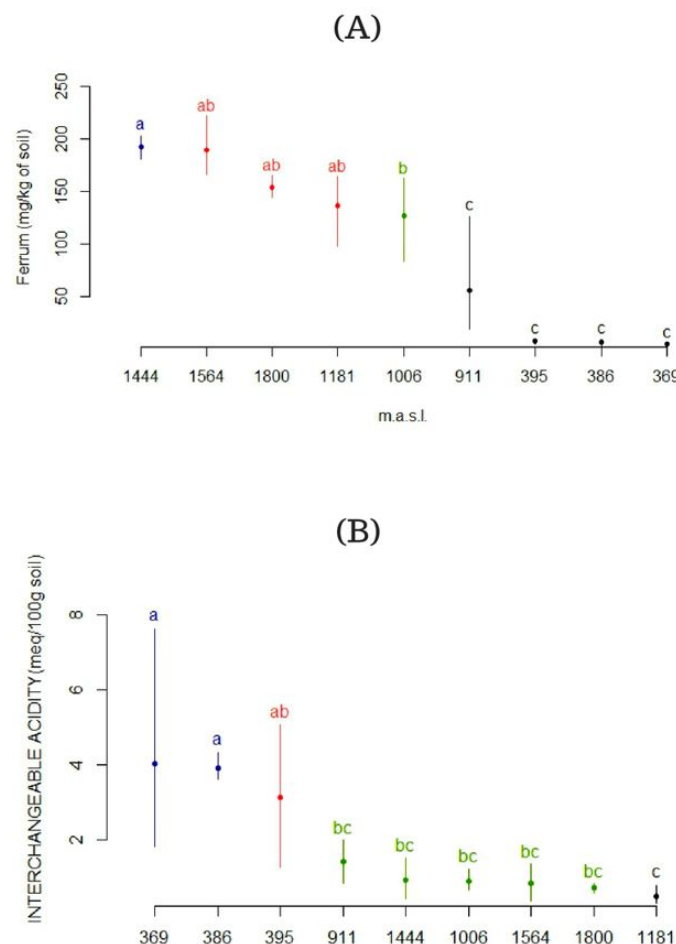 (A)
Ferrum (mg/kg of soil)
250
200
150
100
50
a
ab
ab
ab
b
c
c
c
c
1444 1564 1800 1181 1006 911 395 386 369
m.a.s.l.
(B)
INTERCHANGEABLE ACIDITY (meq/100g soil)
8
6
4
2
a
a
ab
bc
bc
bc
bc
bc
c
369 386 395 911 1444 1006 1564 1800 1181